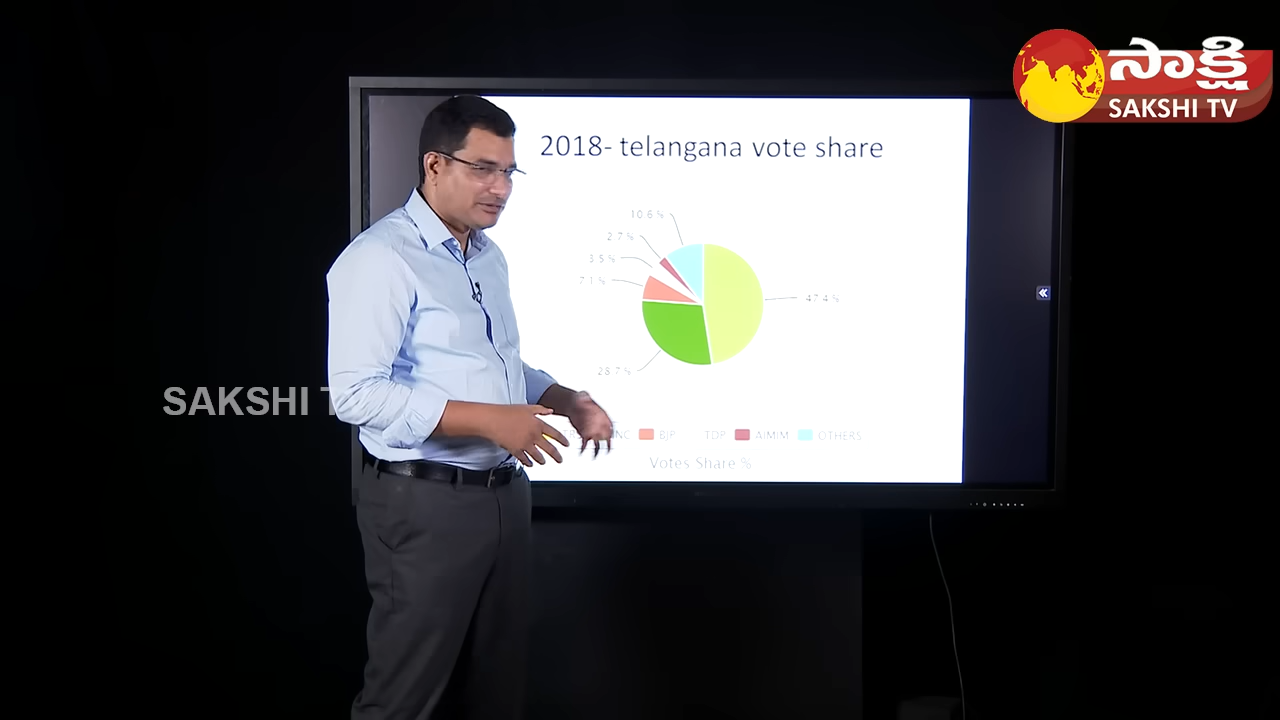 సాక్షి
SAKSHI TV
2018- telangana vote share
10.6 %
2.7 %
3.5 %
7.1 %
47.4 %
28.7 %
SAKSHI T
BJP TDP AIMIM OTHERS
Votes Share %